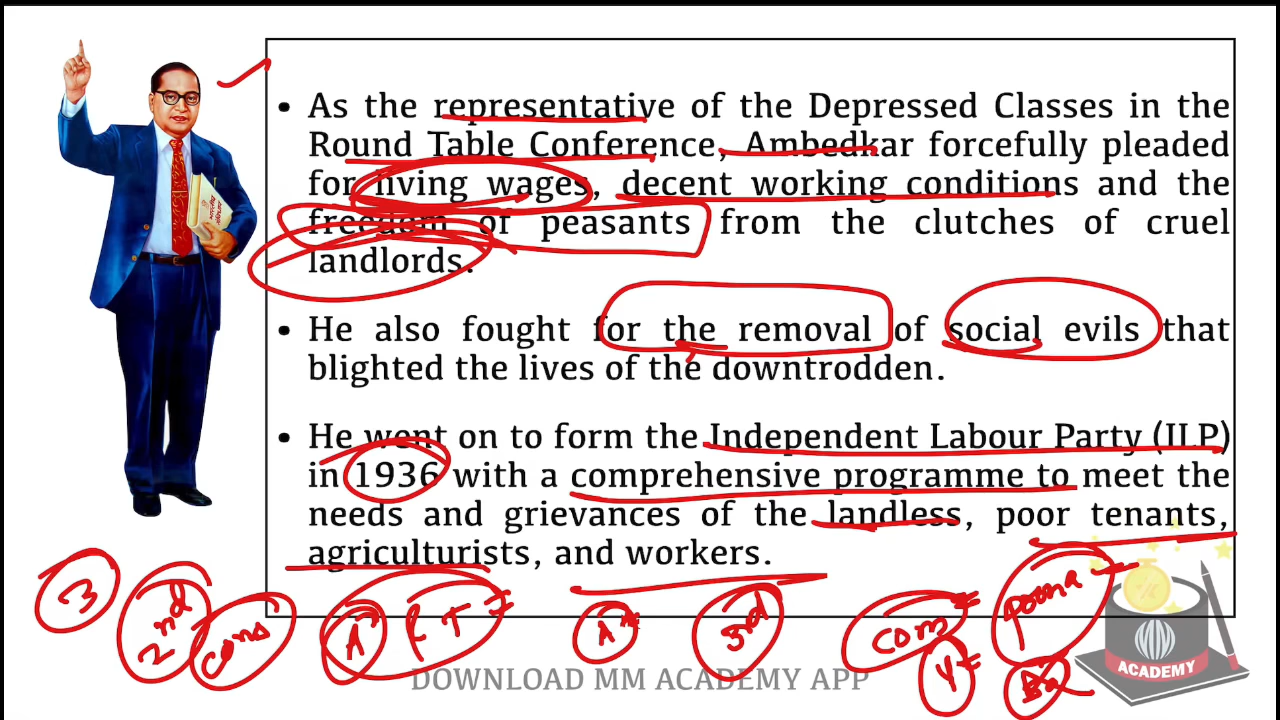 • As the representative of the Depressed Classes in the
Round Table Conference, Ambedkar forcefully pleaded
for living wages, decent working conditions and the
freedom of peasants from the clutches of cruel
landlords.
• He also fought for the removal of social evils that
blighted the lives of the downtrodden.
• He went on to form the Independent Labour Party (ILP)
in 1936 with a comprehensive programme to meet the
needs and grievances of the landless, poor tenants,
agriculturists, and workers.
3 2nd cons A RT A 3rd com Poona
Y
MM
ACADEMY
DOWNLOAD MM ACADEMY APP